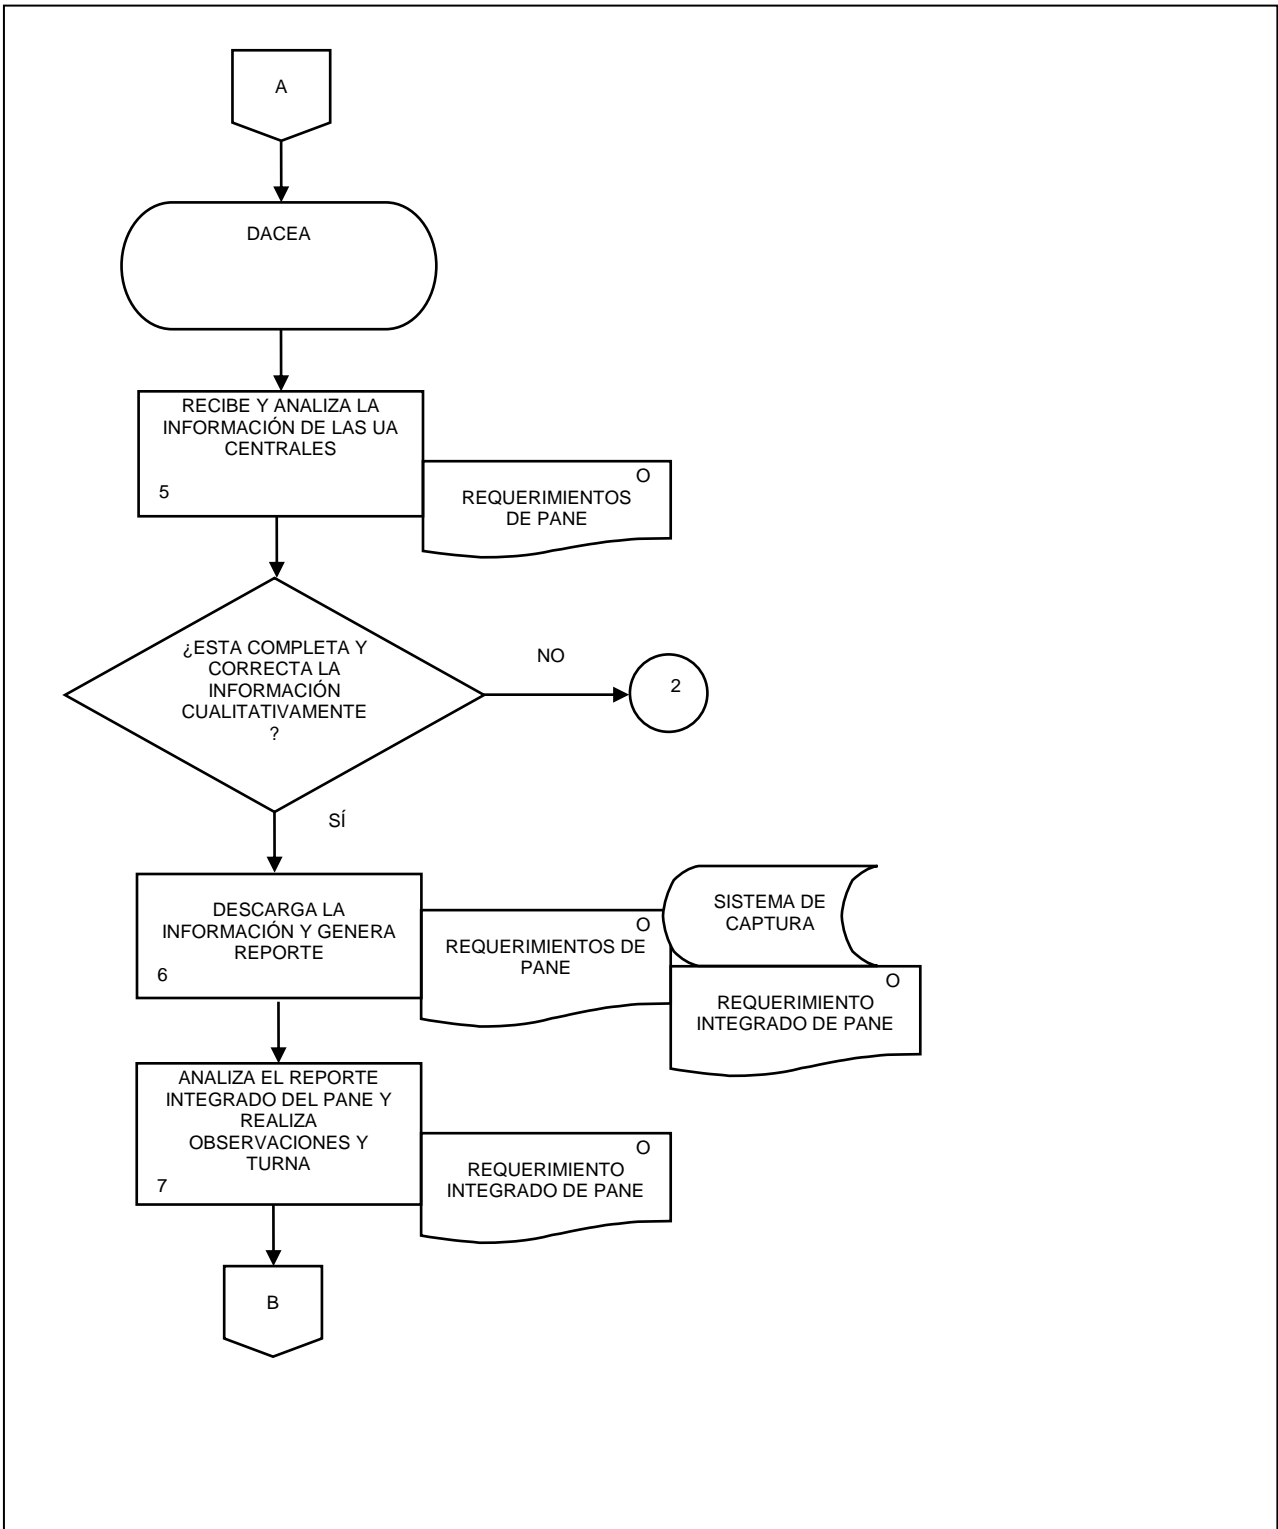 A
DACEA
RECIBE Y ANALIZA LA
INFORMACIÓN DE LAS UA
CENTRALES
5
O
REQUERIMIENTOS
DE PANE
¿ESTA COMPLETA Y
CORRECTA LA
INFORMACIÓN
CUALITATIVAMENTE
?
NO
2
SÍ
DESCARGA LA
INFORMACIÓN Y GENERA
REPORTE
6
O
REQUERIMIENTOS DE
PANE
SISTEMA DE
CAPTURA
O
REQUERIMIENTO
INTEGRADO DE PANE
ANALIZA EL REPORTE
INTEGRADO DEL PANE Y
REALIZA
OBSERVACIONES Y
TURNA
7
O
REQUERIMIENTO
INTEGRADO DE PANE
B